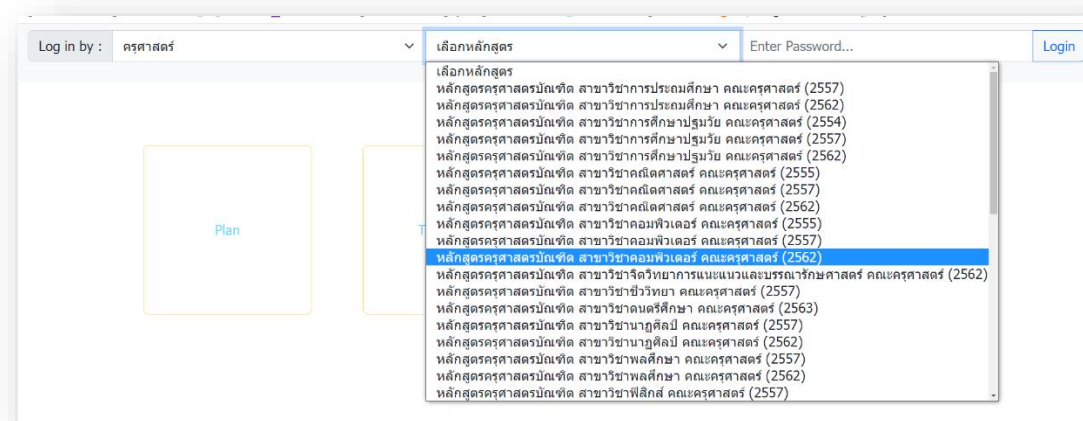 Log in by : ครุศาสตร์ เลือกหลักสูตร Enter Password... Login
เลือกหลักสูตร
หลักสูตรครุศาสตรบัณฑิต สาขาวิชาการประถมศึกษา คณะครุศาสตร์ (2557)
หลักสูตรครุศาสตรบัณฑิต สาขาวิชาการประถมศึกษา คณะครุศาสตร์ (2562)
หลักสูตรครุศาสตรบัณฑิต สาขาวิชาการศึกษาปฐมวัย คณะครุศาสตร์ (2554)
หลักสูตรครุศาสตรบัณฑิต สาขาวิชาการศึกษาปฐมวัย คณะครุศาสตร์ (2557)
หลักสูตรครุศาสตรบัณฑิต สาขาวิชาการศึกษาปฐมวัย คณะครุศาสตร์ (2562)
หลักสูตรครุศาสตรบัณฑิต สาขาวิชาคณิตศาสตร์ คณะครุศาสตร์ (2555)
หลักสูตรครุศาสตรบัณฑิต สาขาวิชาคณิตศาสตร์ คณะครุศาสตร์ (2557)
หลักสูตรครุศาสตรบัณฑิต สาขาวิชาคณิตศาสตร์ คณะครุศาสตร์ (2562)
หลักสูตรครุศาสตรบัณฑิต สาขาวิชาคอมพิวเตอร์ คณะครุศาสตร์ (2555)
หลักสูตรครุศาสตรบัณฑิต สาขาวิชาคอมพิวเตอร์ คณะครุศาสตร์ (2557)
หลักสูตรครุศาสตรบัณฑิต สาขาวิชาคอมพิวเตอร์ คณะครุศาสตร์ (2562)
หลักสูตรครุศาสตรบัณฑิต สาขาวิชาจิตวิทยาการแนะแนวและบรรณารักษศาสตร์ คณะครุศาสตร์ (2562)
หลักสูตรครุศาสตรบัณฑิต สาขาวิชาชีววิทยา คณะครุศาสตร์ (2557)
หลักสูตรครุศาสตรบัณฑิต สาขาวิชาดนตรีศึกษา คณะครุศาสตร์ (2563)
หลักสูตรครุศาสตรบัณฑิต สาขาวิชานาฏศิลป์ คณะครุศาสตร์ (2557)
หลักสูตรครุศาสตรบัณฑิต สาขาวิชานาฏศิลป์ คณะครุศาสตร์ (2562)
หลักสูตรครุศาสตรบัณฑิต สาขาวิชาพลศึกษา คณะครุศาสตร์ (2557)
หลักสูตรครุศาสตรบัณฑิต สาขาวิชาพลศึกษา คณะครุศาสตร์ (2562)
หลักสูตรครุศาสตรบัณฑิต สาขาวิชาฟิสิกส์ คณะครุศาสตร์ (2557)
Plan